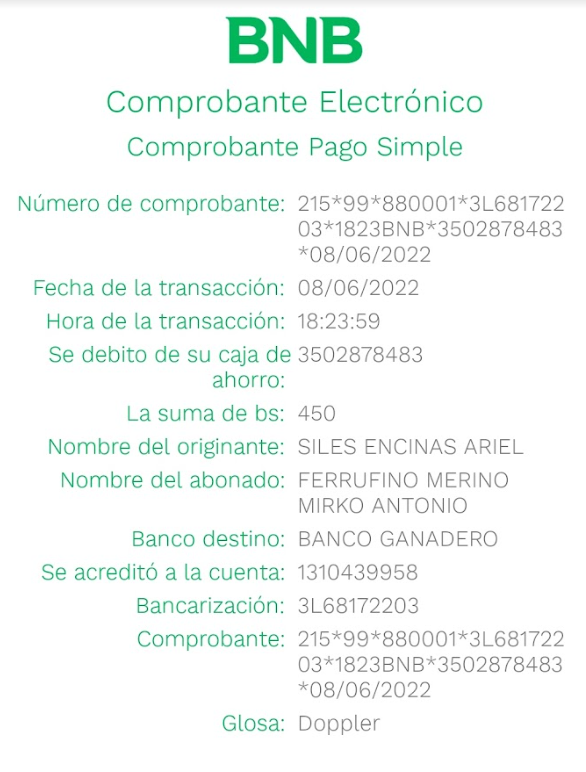 BNB
Comprobante Electrónico
Comprobante Pago Simple
Número de comprobante: 215*99*880001*3L681722
03*1823BNB*3502878483
*08/06/2022
Fecha de la transacción: 08/06/2022
Hora de la transacción: 18:23:59
Se debito de su caja de 3502878483
ahorro:
La suma de bs: 450
Nombre del originante: SILES ENCINAS ARIEL
Nombre del abonado: FERRUFINO MERINO
MIRKO ANTONIO
Banco destino: BANCO GANADERO
Se acreditó a la cuenta: 1310439958
Bancarización: 3L68172203
Comprobante: 215*99*880001*3L681722
03*1823BNB*3502878483
*08/06/2022
Glosa: Doppler